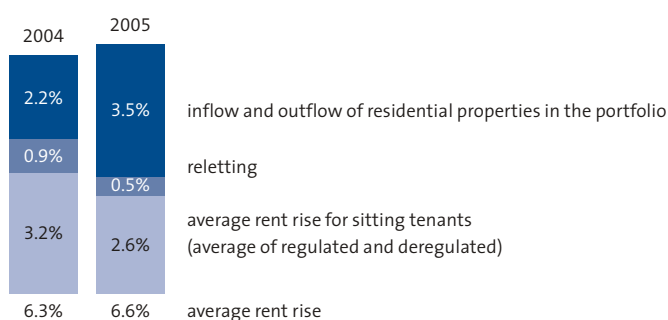 2004 2005
2.2% 3.5% inflow and outflow of residential properties in the portfolio
0.9% reletting
0.5%
3.2% 2.6% average rent rise for sitting tenants
(average of regulated and deregulated)
6.3% 6.6% average rent rise